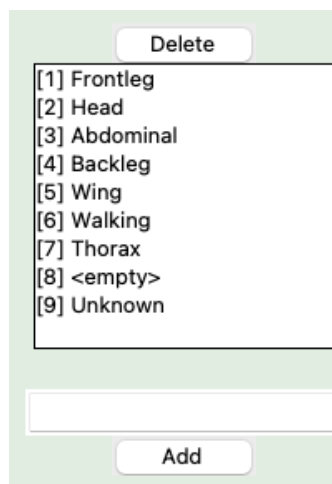 Delete
[1] Frontleg
[2] Head
[3] Abdominal
[4] Backleg
[5] Wing
[6] Walking
[7] Thorax
[8] <empty>
[9] Unknown
Add